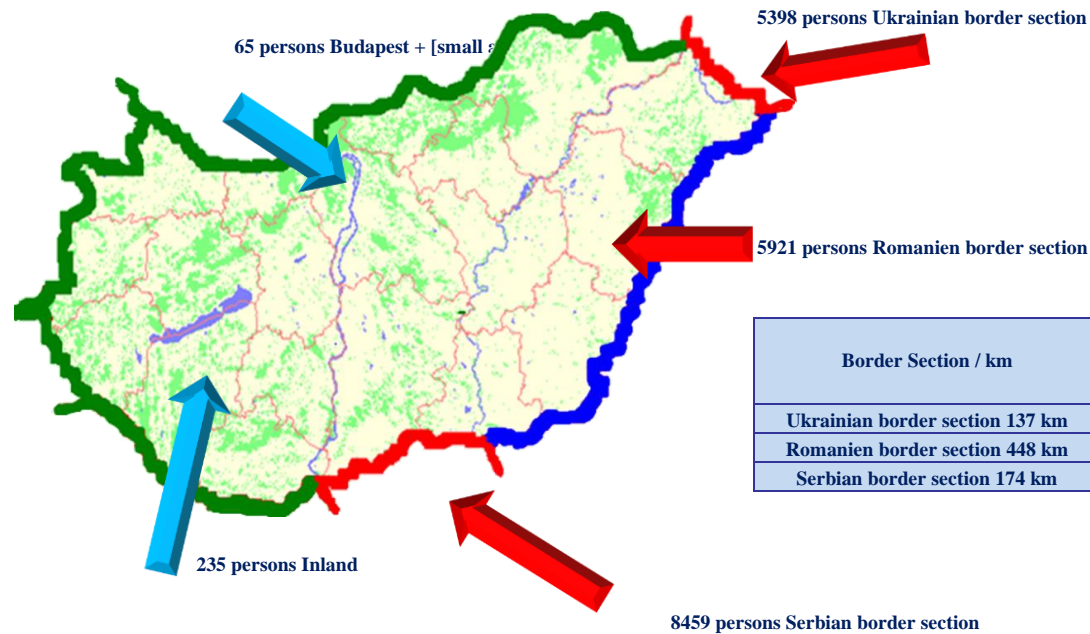 5398 persons Ukrainian border section
65 persons Budapest + [small
5921 persons Romanien border section
Border Section / km
Ukrainian border section 137 km
Romanien border section 448 km
Serbian border section 174 km
235 persons Inland
8459 persons Serbian border section